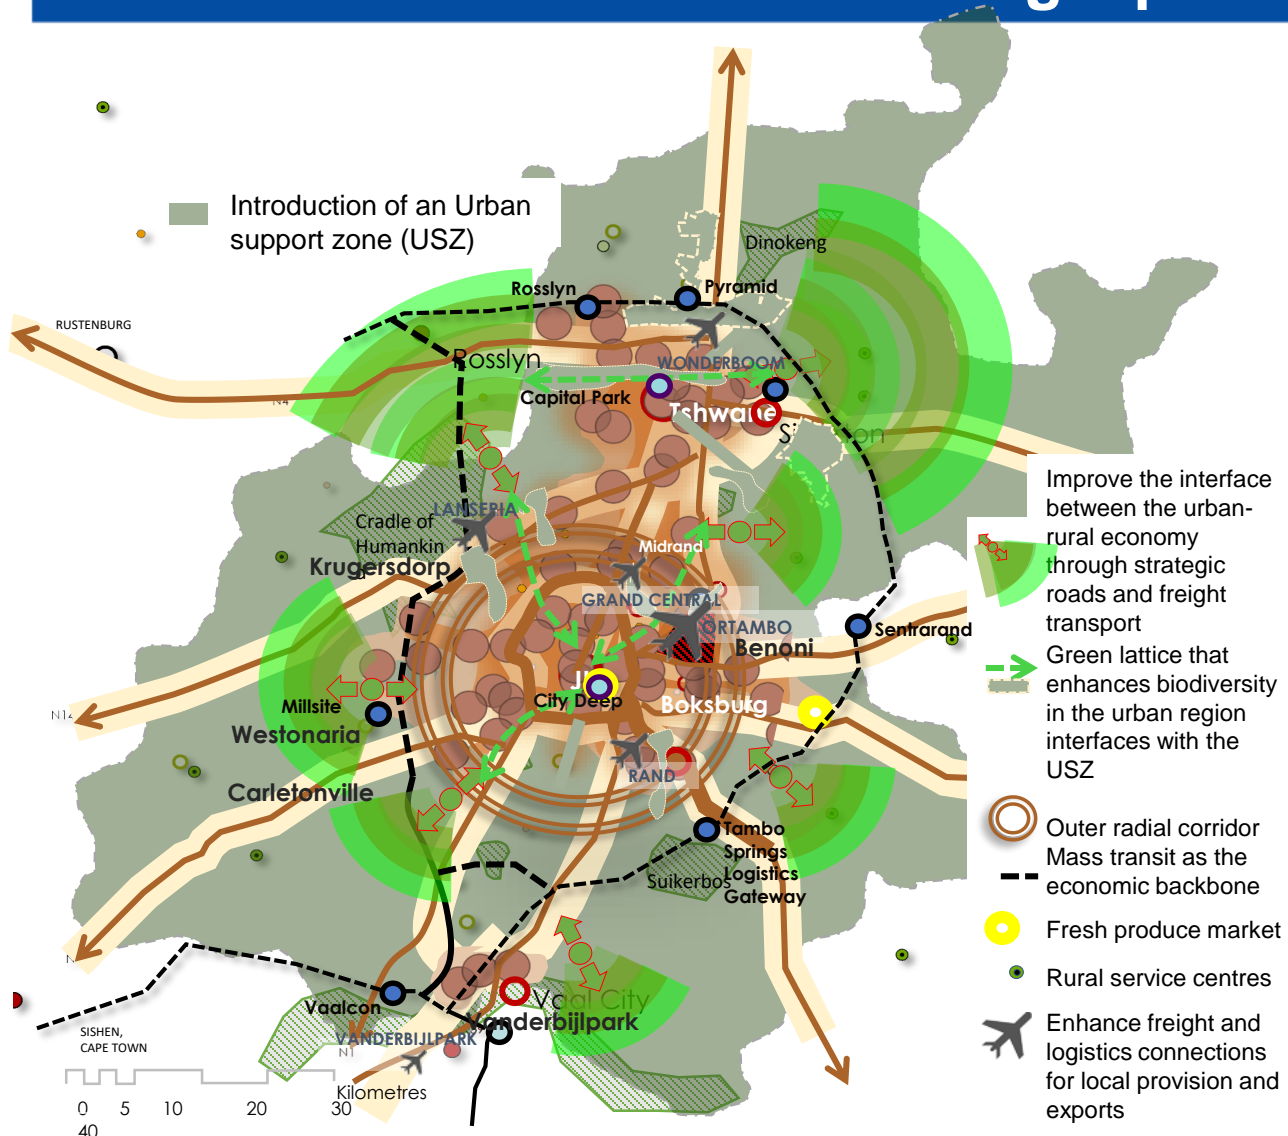 Introduction of an Urban
support zone (USZ)
Dinokeng
Rosslyn
Pyramid
RUSTENBURG
Rosslyn
WONDERBOOM
N4
Capital Park
Tshwane
LANSERIA
Cradle of
Humankin
Krugersdorp
Midrand
GRAND CENTRAL
ORTAMBO
Benoni
Sentrarand
City Deep
Boksburg
Millsite
N14
Westonaria
RAND
Carletonville
Tambo
Springs
Logistics
Gateway
Suikerbos
Vaal City
Vaalcon
Vanderbijlpark
VANDERBIJLPARK
SISHEN,
CAPE TOWN
N1
Kilometres
0 5 10 20 30
40
Improve the interface
between the urban-
rural economy
through strategic
roads and freight
transport
Green lattice that
enhances biodiversity
in the urban region
interfaces with the
USZ
Outer radial corridor
Mass transit as the
economic backbone
Fresh produce market
Rural service centres
Enhance freight and
logistics connections
for local provision and
exports